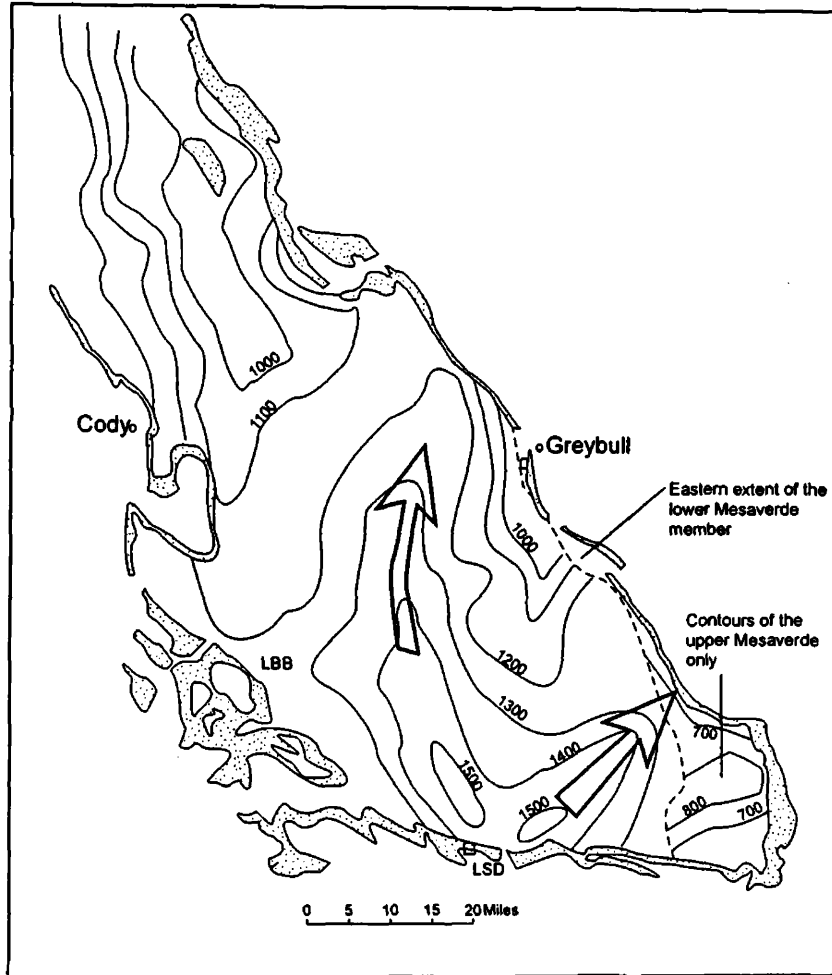 1000
1100
Cody
Greybull
Eastern extent of the
lower Mesaverde
member
1000
Contours of the
upper Mesaverde
only
LBB
1200
1300
700
1400
1500
1500
800
700
LSD
0 5 10 15 20 Miles